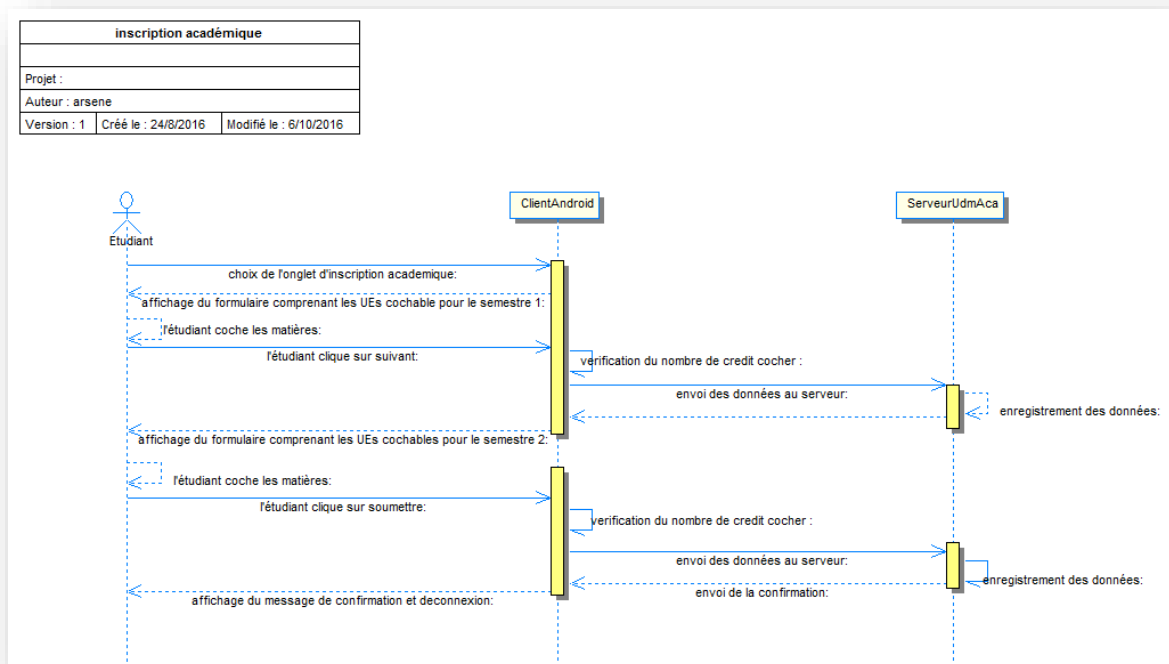 inscription académique
Projet :
Auteur : arsene
Version : 1 Créé le : 24/8/2016 Modifié le : 6/10/2016
ClientAndroid ServeurUdmAca
Etudiant
choix de l'onglet d'inscription academique:
affichage du formulaire comprenant les UEs cochable pour le semestre 1:
l'étudiant coche les matières:
l'étudiant clique sur suivant:
verification du nombre de credit cocher :
envoi des données au serveur:
enregistrement des données:
affichage du formulaire comprenant les UEs cochables pour le semestre 2:
l'étudiant coche les matières:
l'étudiant clique sur soumettre:
verification du nombre de credit cocher :
envoi des données au serveur:
enregistrement des données:
envoi de la confirmation:
affichage du message de confirmation et deconnexion: